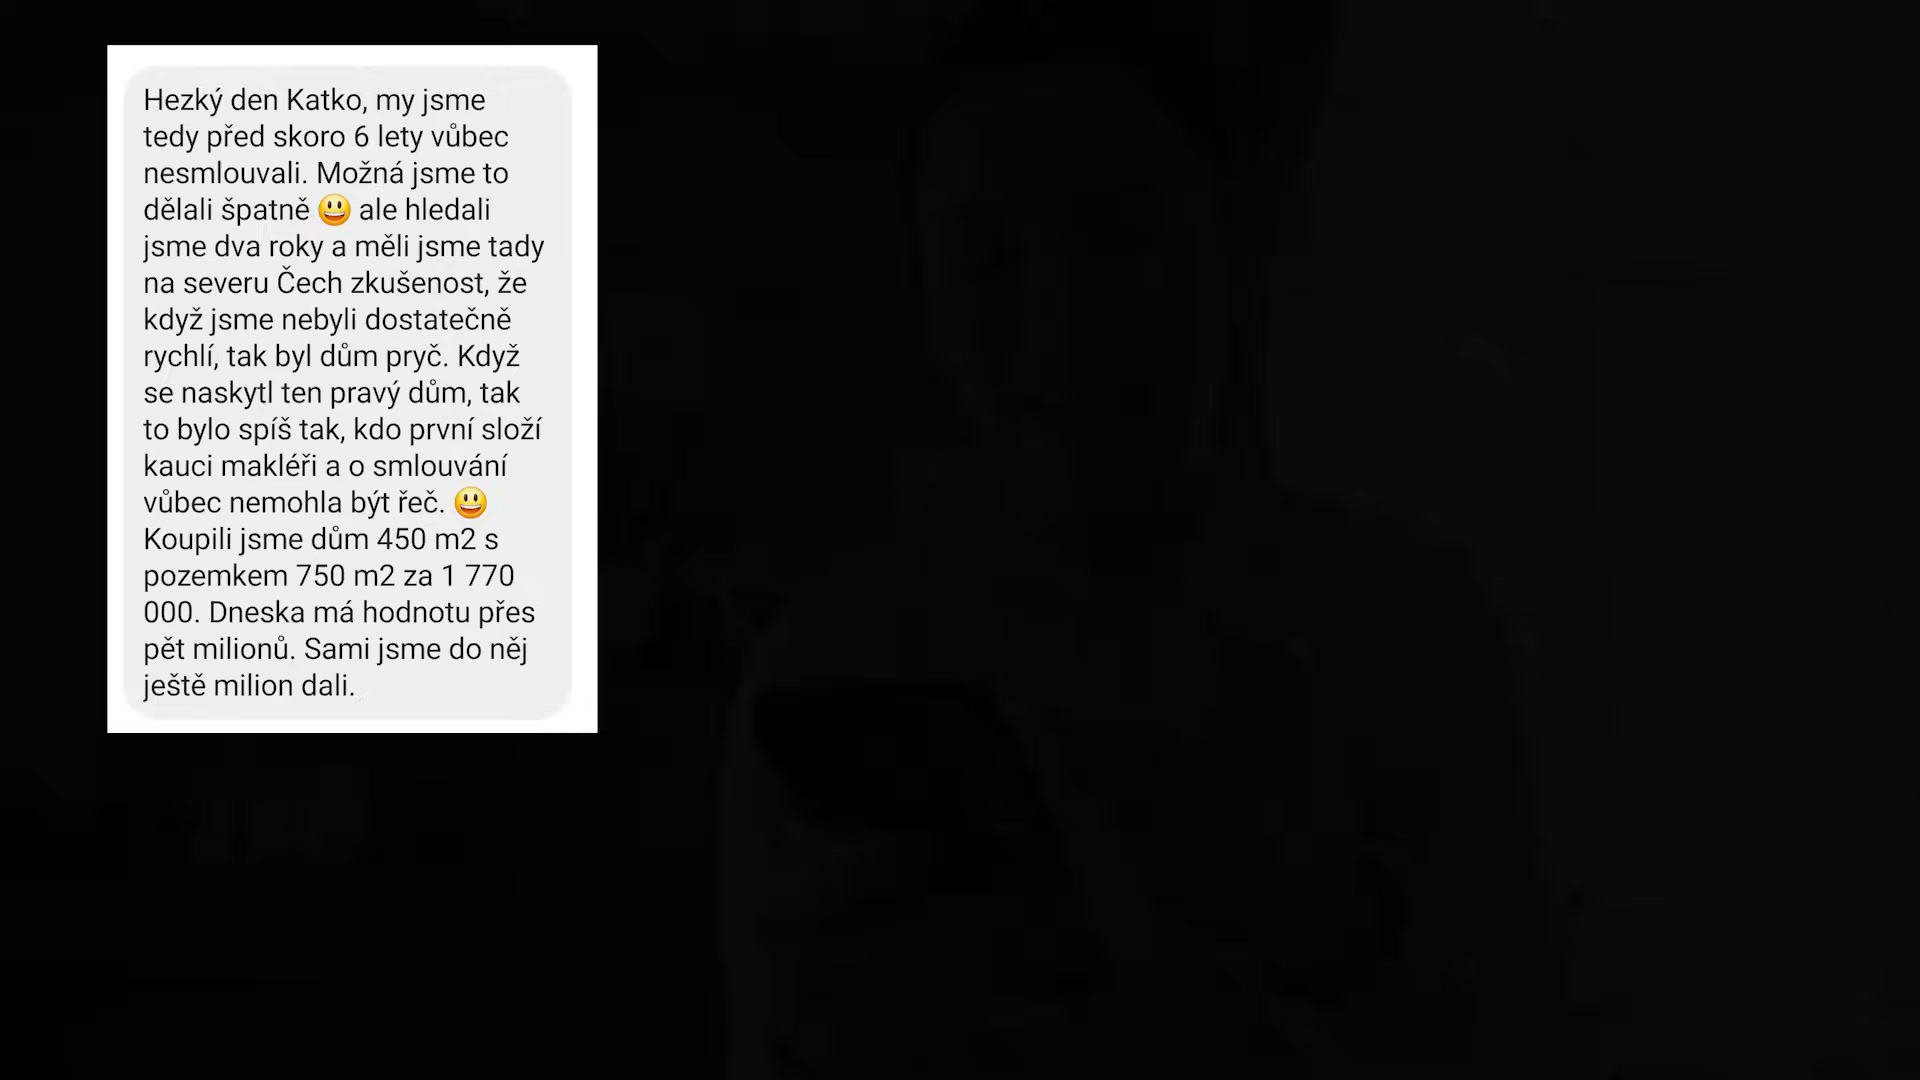 Hezký den Katko, my jsme
tedy před skoro 6 lety vůbec
nesmlouvali. Možná jsme to
dělali špatně 😃 ale hledali
jsme dva roky a měli jsme tady
na severu Čech zkušenost, že
když jsme nebyli dostatečně
rychlí, tak byl dům pryč. Když
se naskytl ten pravý dům, tak
to bylo spíš tak, kdo první složí
kauci makléři a o smlouvání
vůbec nemohla být řeč. 😃
Koupili jsme dům 450 m2 s
pozemkem 750 m2 za 1 770
000. Dneska má hodnotu přes
pět milionů. Sami jsme do něj
ještě milion dali.